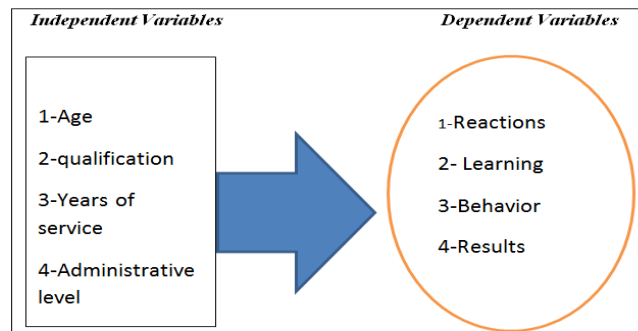 Independent Variables
1-Age
2-qualification
3-Years of
service
4-Administrative
level
Dependent Variables
1-Reactions
2- Learning
3-Behavior
4-Results